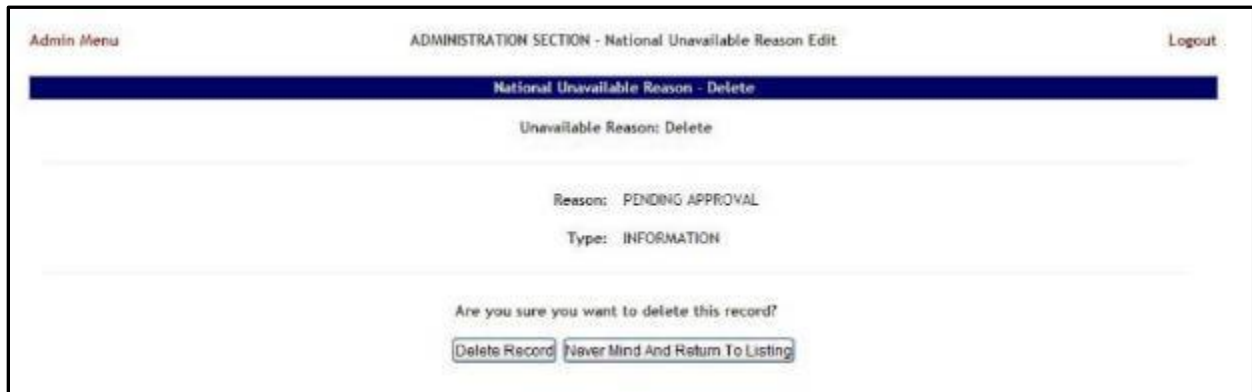 Admin Menu ADMINISTRATION SECTION - National Unavailable Reason Edit Logout
National Unavailable Reason - Delete
Unavailable Reason: Delete
Reason: PENDING APPROVAL
Type: INFORMATION
Are you sure you want to delete this record?
Delete Record Never Mind And Return To Listing